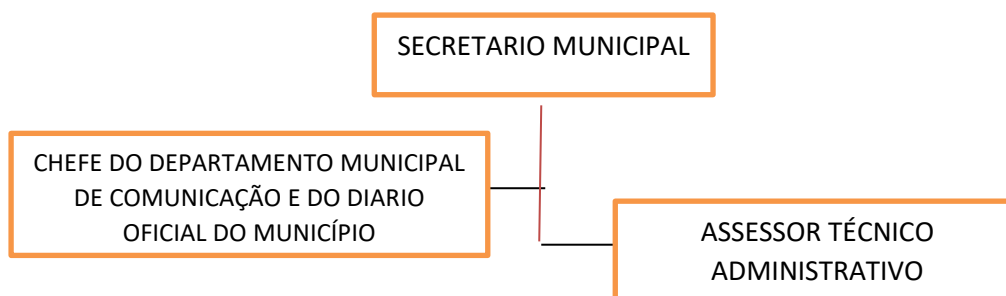 SECRETARIO MUNICIPAL
CHEFE DO DEPARTAMENTO MUNICIPAL
DE COMUNICAÇÃO E DO DIARIO
OFICIAL DO MUNICÍPIO
ASSESSOR TÉCNICO
ADMINISTRATIVO